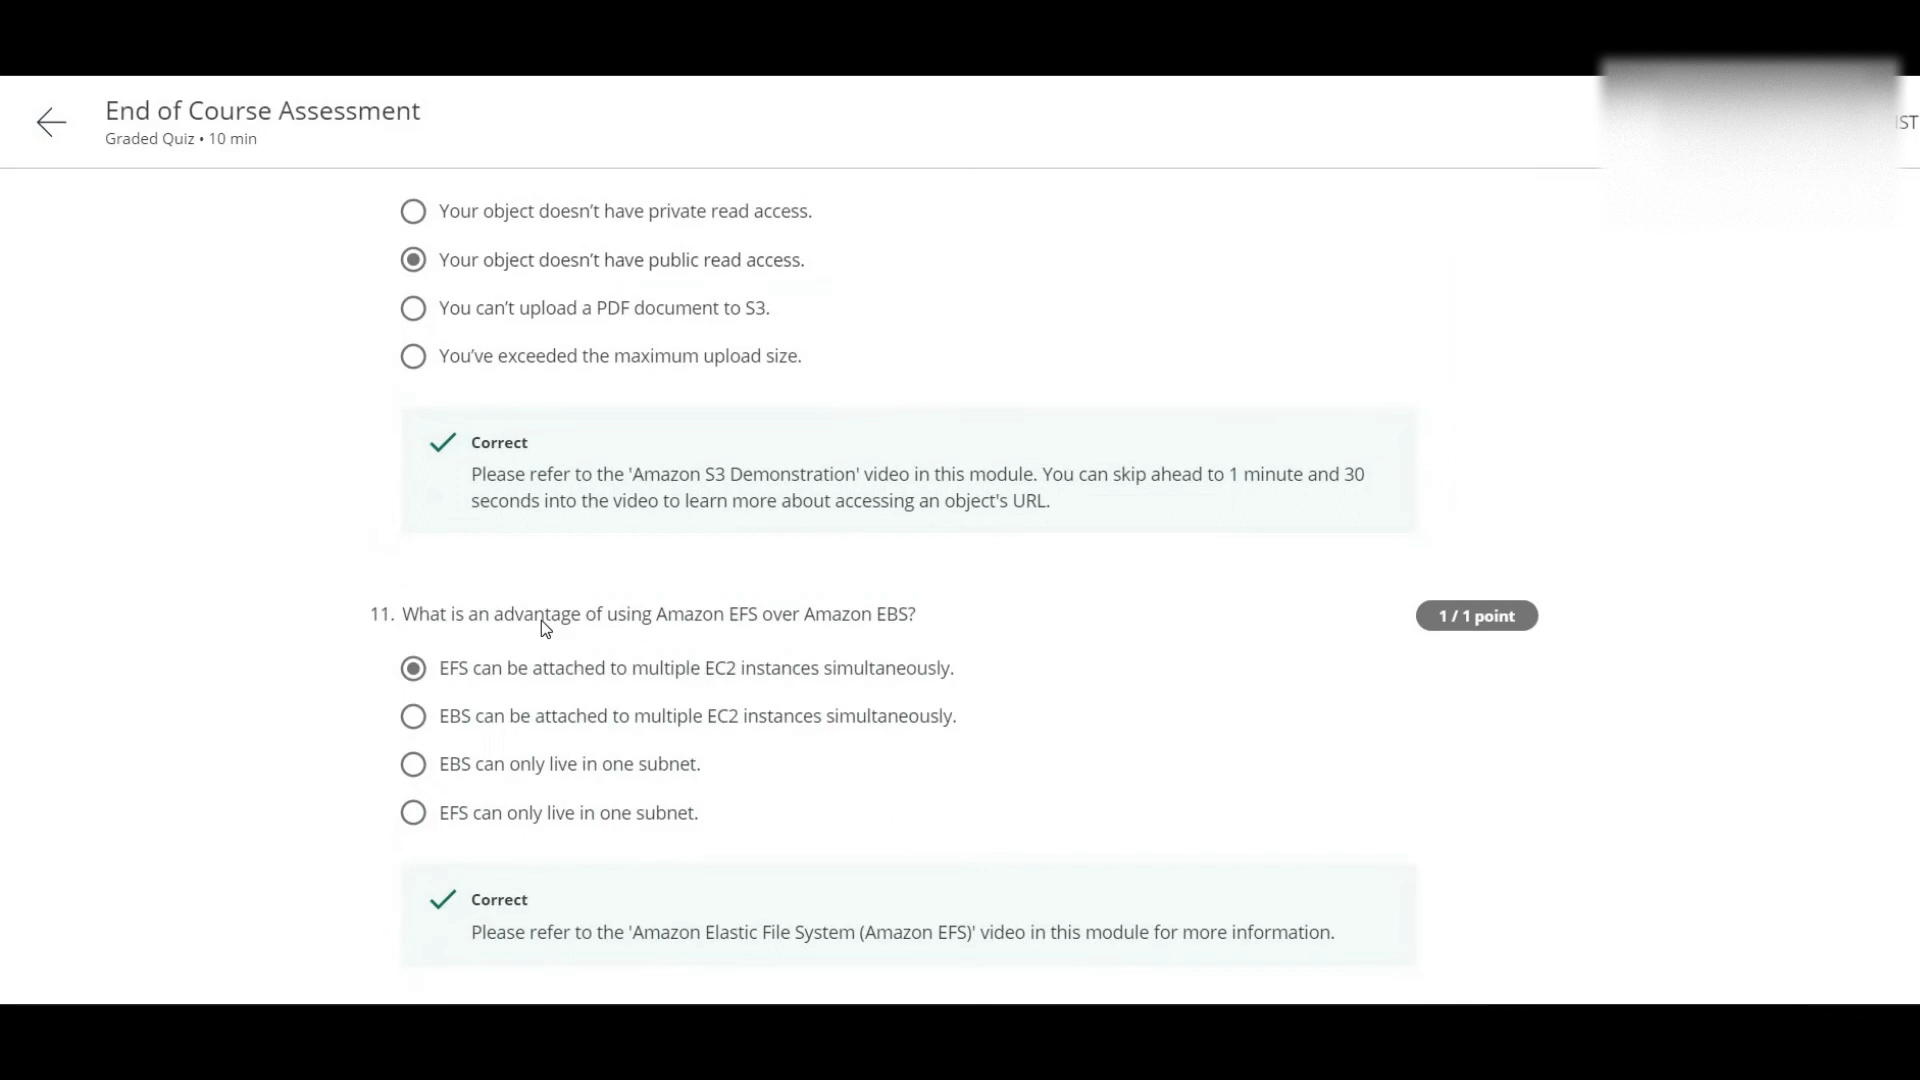 End of Course Assessment
Graded Quiz • 10 min
IST
Your object doesn’t have private read access.
Your object doesn’t have public read access.
You can’t upload a PDF document to S3.
You’ve exceeded the maximum upload size.
Correct
Please refer to the 'Amazon S3 Demonstration' video in this module. You can skip ahead to 1 minute and 30
seconds into the video to learn more about accessing an object's URL.
11. What is an advantage of using Amazon EFS over Amazon EBS?
1 / 1 point
EFS can be attached to multiple EC2 instances simultaneously.
EBS can be attached to multiple EC2 instances simultaneously.
EBS can only live in one subnet.
EFS can only live in one subnet.
Correct
Please refer to the 'Amazon Elastic File System (Amazon EFS)' video in this module for more information.